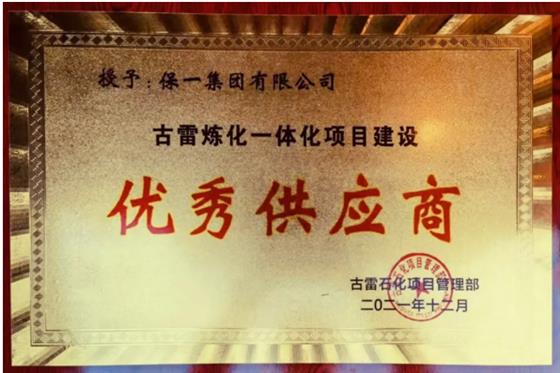 授予：保一集团有限公司
古雷炼化一体化项目建设
优秀供应商
古雷石化项目管理部
二〇二一年十二月